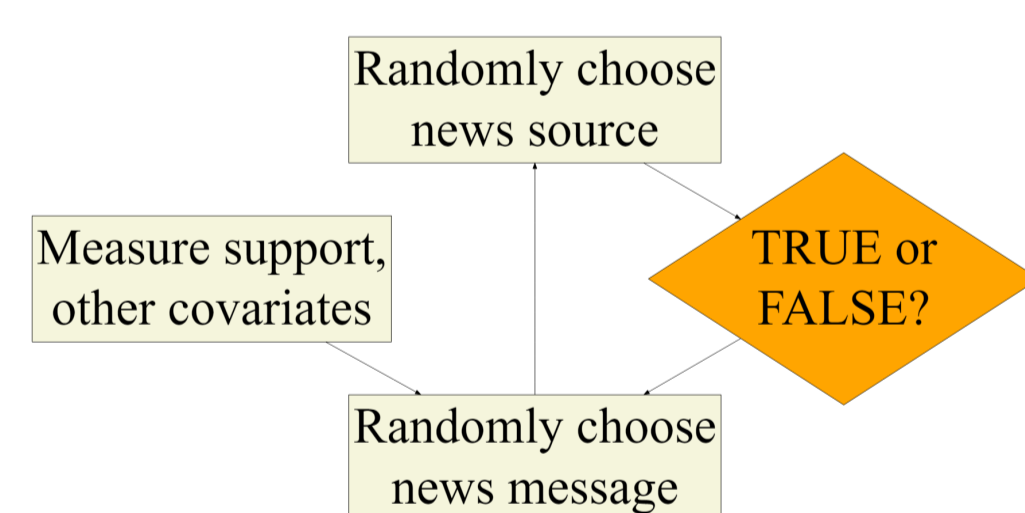 Randomly choose
news source
Measure support,
other covariates
TRUE or
FALSE?
Randomly choose
news message